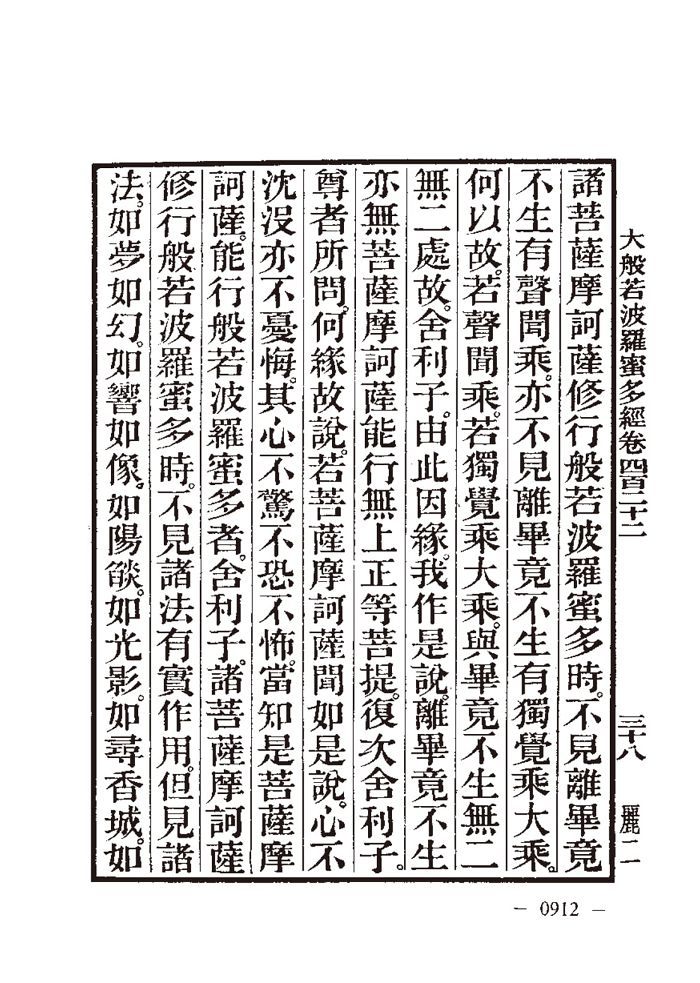 大般若波羅蜜多經卷四百二十二
三十八
麗二一
諸菩薩摩訶薩修行般若波羅蜜多時。不見離畢竟
不生有聲聞乘。亦不見離畢竟不生有獨覺乘大乘。
何以故。若聲聞乘。若獨覺乘大乘。與畢竟不生無二
無二處故。舍利子。由此因緣。我作是說。離畢竟不生
亦無菩薩摩訶薩能行無上正等菩提。復次舍利子。
尊者所問。何緣故說。若菩薩摩訶薩聞如是說。心不
沈沒亦不憂悔。其心不驚不恐不怖。當知是菩薩摩
訶薩。能行般若波羅蜜多者。舍利子。諸菩薩摩訶薩
修行般若波羅蜜多時。不見諸法有實作用。但見諸
法。如夢如幻。如響如像。如陽燄。如光影。如尋香城。如
— 0912 —